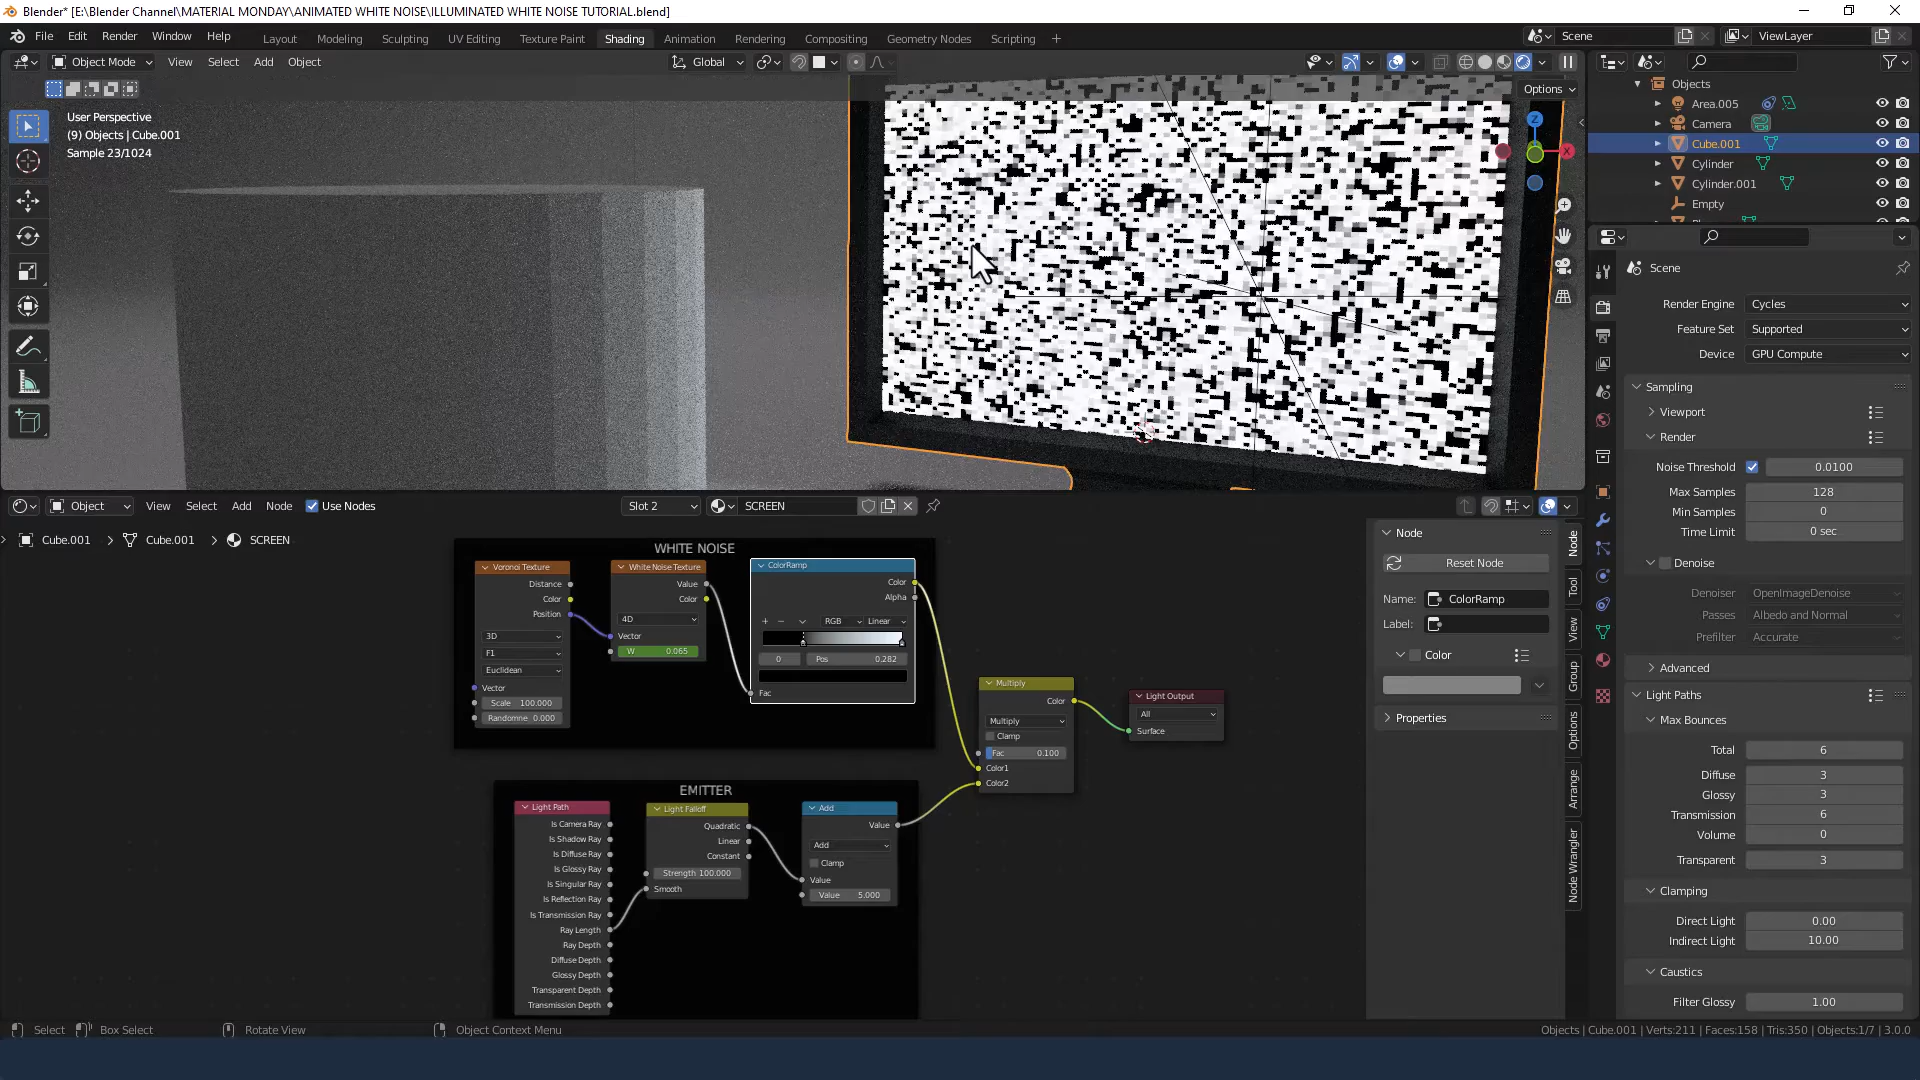 Blender* [E:\Blender Channel\MATERIAL MONDAY\ANIMATED WHITE NOISE\ILLUMINATED WHITE NOISE TUTORIAL.blend]
File Edit Render Window Help Layout Modeling Sculpting UV Editing Texture Paint Shading Animation Rendering Compositing Geometry Nodes Scripting + Scene ViewLayer
Object Mode View Select Add Object Global
Options
User Perspective
(9) Objects | Cube.001
Sample 23/1024
Z
X
Objects
Area.005
Camera
Cube.001
Cylinder
Cylinder.001
Empty
Scene
Render Engine Cycles
Feature Set Supported
Device GPU Compute
Sampling
Viewport
Render
Noise Threshold 0.0100
Max Samples 128
Min Samples 0
Time Limit 0 sec
Denoise
Denoiser OpenImageDenoise
Passes Albedo and Normal
Prefilter Accurate
Advanced
Light Paths
Max Bounces
Total 6
Diffuse 3
Glossy 3
Transmission 6
Volume 0
Transparent 3
Clamping
Direct Light 0.00
Indirect Light 10.00
Caustics
Filter Glossy 1.00
Object View Select Add Node Use Nodes Slot 2 SCREEN
Cube.001 > Cube.001 > SCREEN
WHITE NOISE
Voronoi Texture
Distance
Color
Position
3D
F1
Euclidean
Vector
Scale 100.000
Randomne 0.000
White Noise Texture
Value
Color
4D
Vector
W 0.065
ColorRamp
Color
Alpha
+ − RGB Linear
0 Pos 0.282
Fac
Multiply
Color
Multiply
Clamp
Fac 0.100
Color1
Color2
Light Output
All
Surface
EMITTER
Light Path
Is Camera Ray
Is Shadow Ray
Is Diffuse Ray
Is Glossy Ray
Is Singular Ray
Is Reflection Ray
Is Transmission Ray
Ray Length
Ray Depth
Diffuse Depth
Glossy Depth
Transparent Depth
Transmission Depth
Light Falloff
Quadratic
Linear
Constant
Strength 100.000
Smooth
Add
Value
Add
Clamp
Value
Value 5.000
Node
Reset Node
Name: ColorRamp
Label:
Color
Properties
Node
Tool
View
Group
Options
Arrange
Node Wrangler
Select Box Select Rotate View Object Context Menu Objects | Cube.001 | Verts:211 | Faces:158 | Tris:350 | Objects:1/7 | 3.0.0